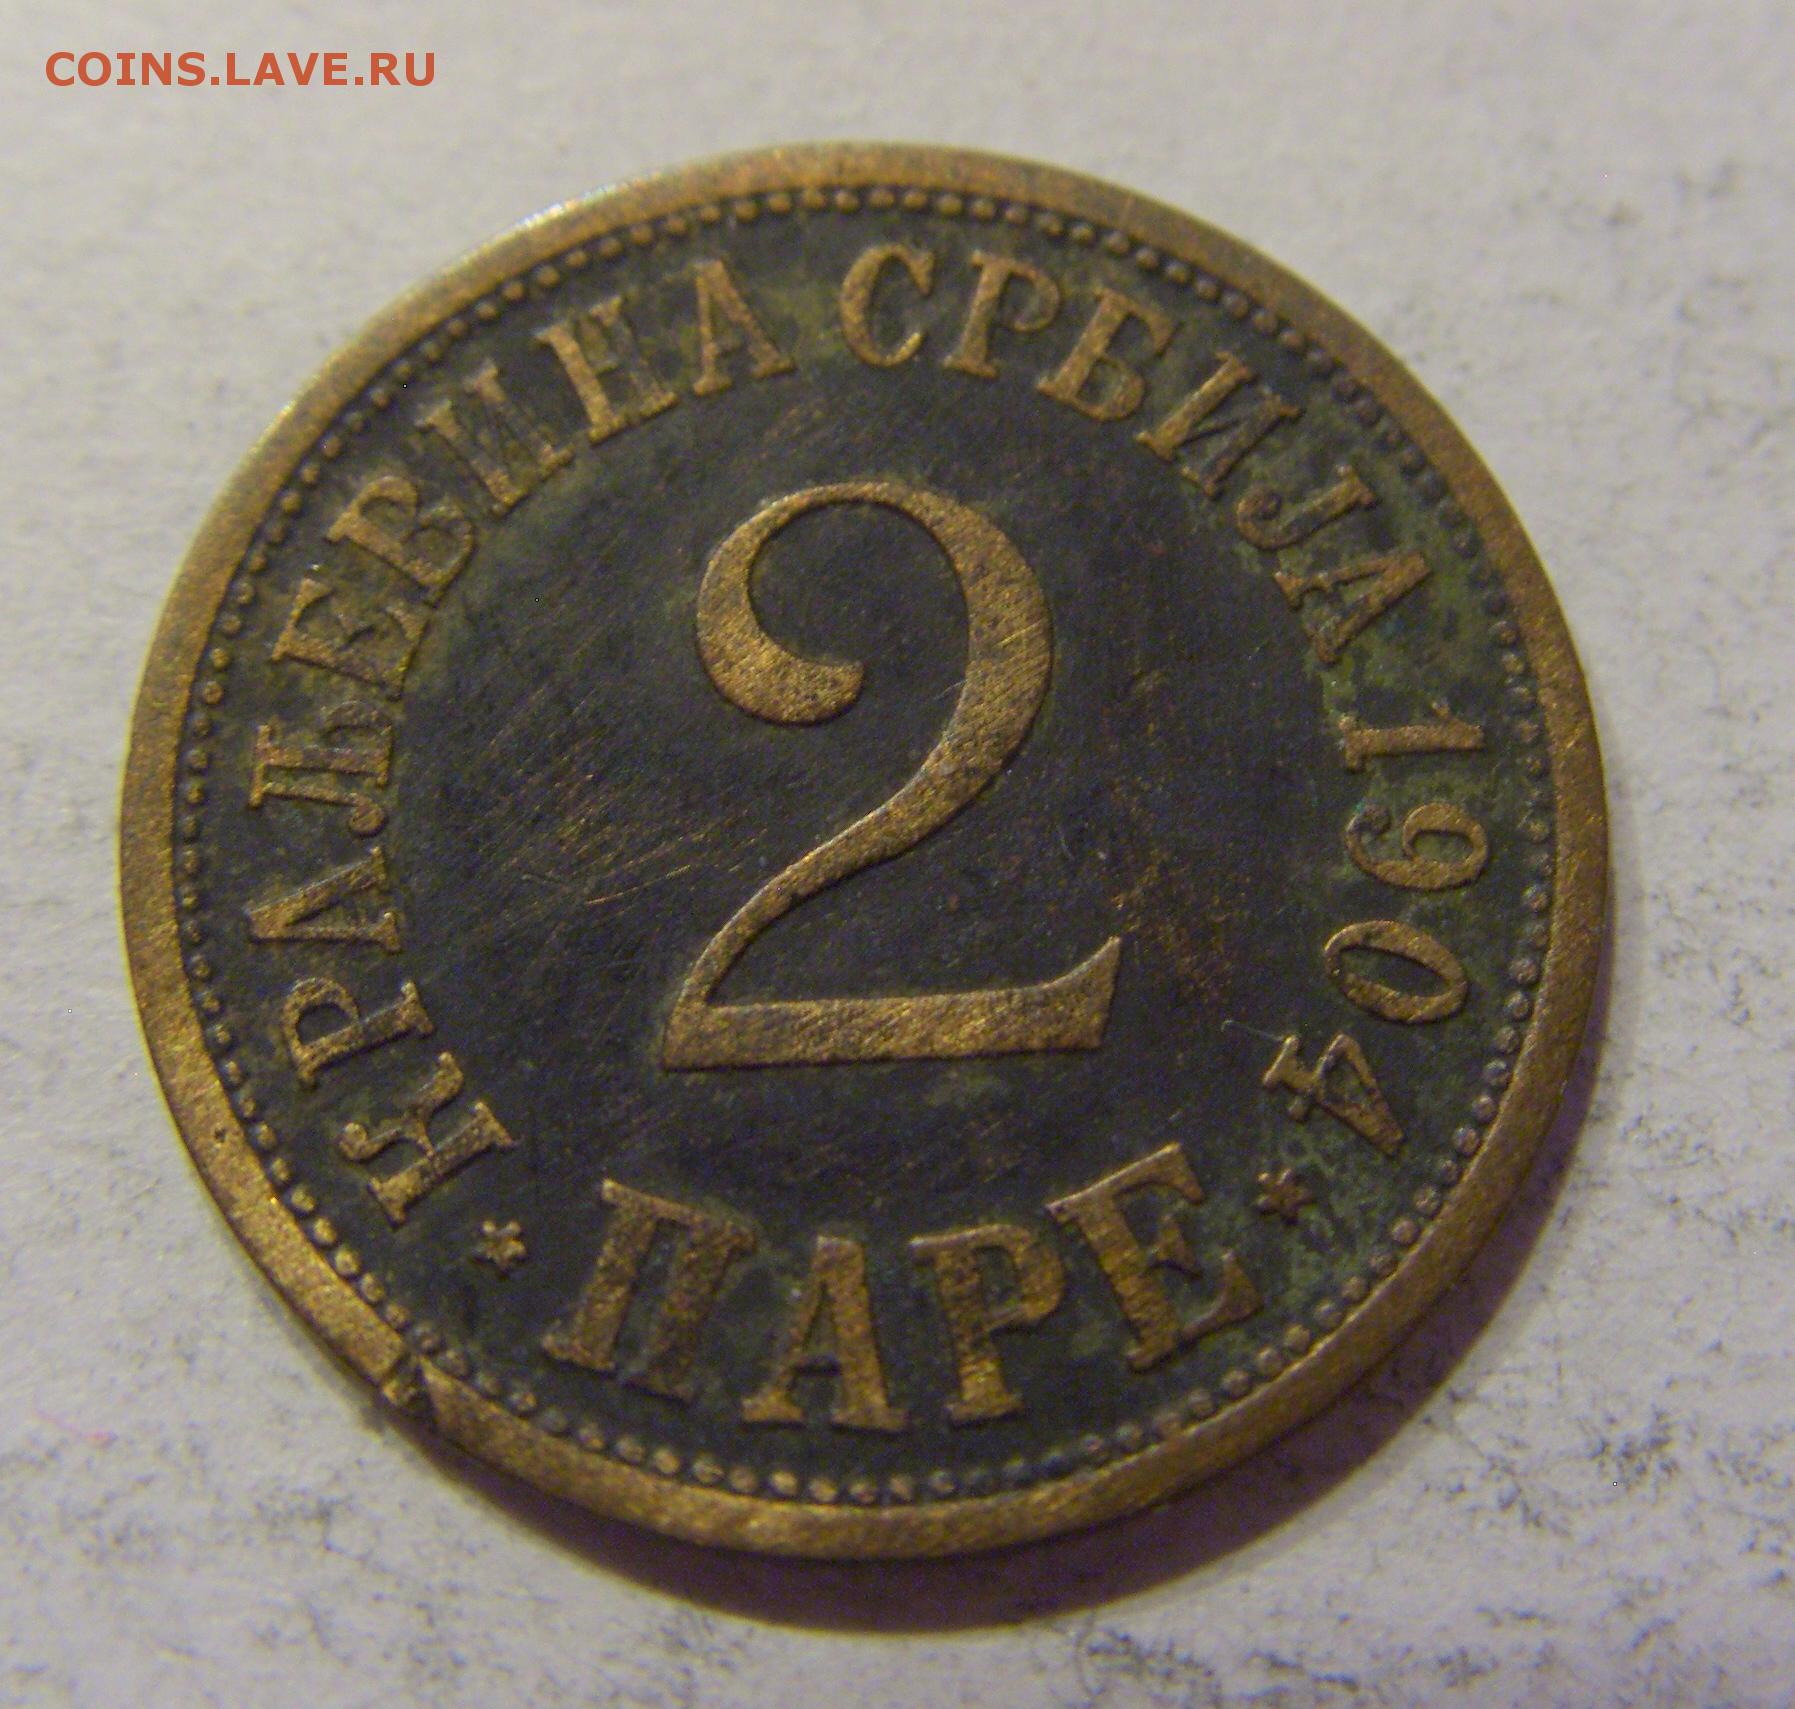 COINS.LAVE.RU
КРАЉЕВИНА СРБИЈА 1904
2
* ПАРЕ *